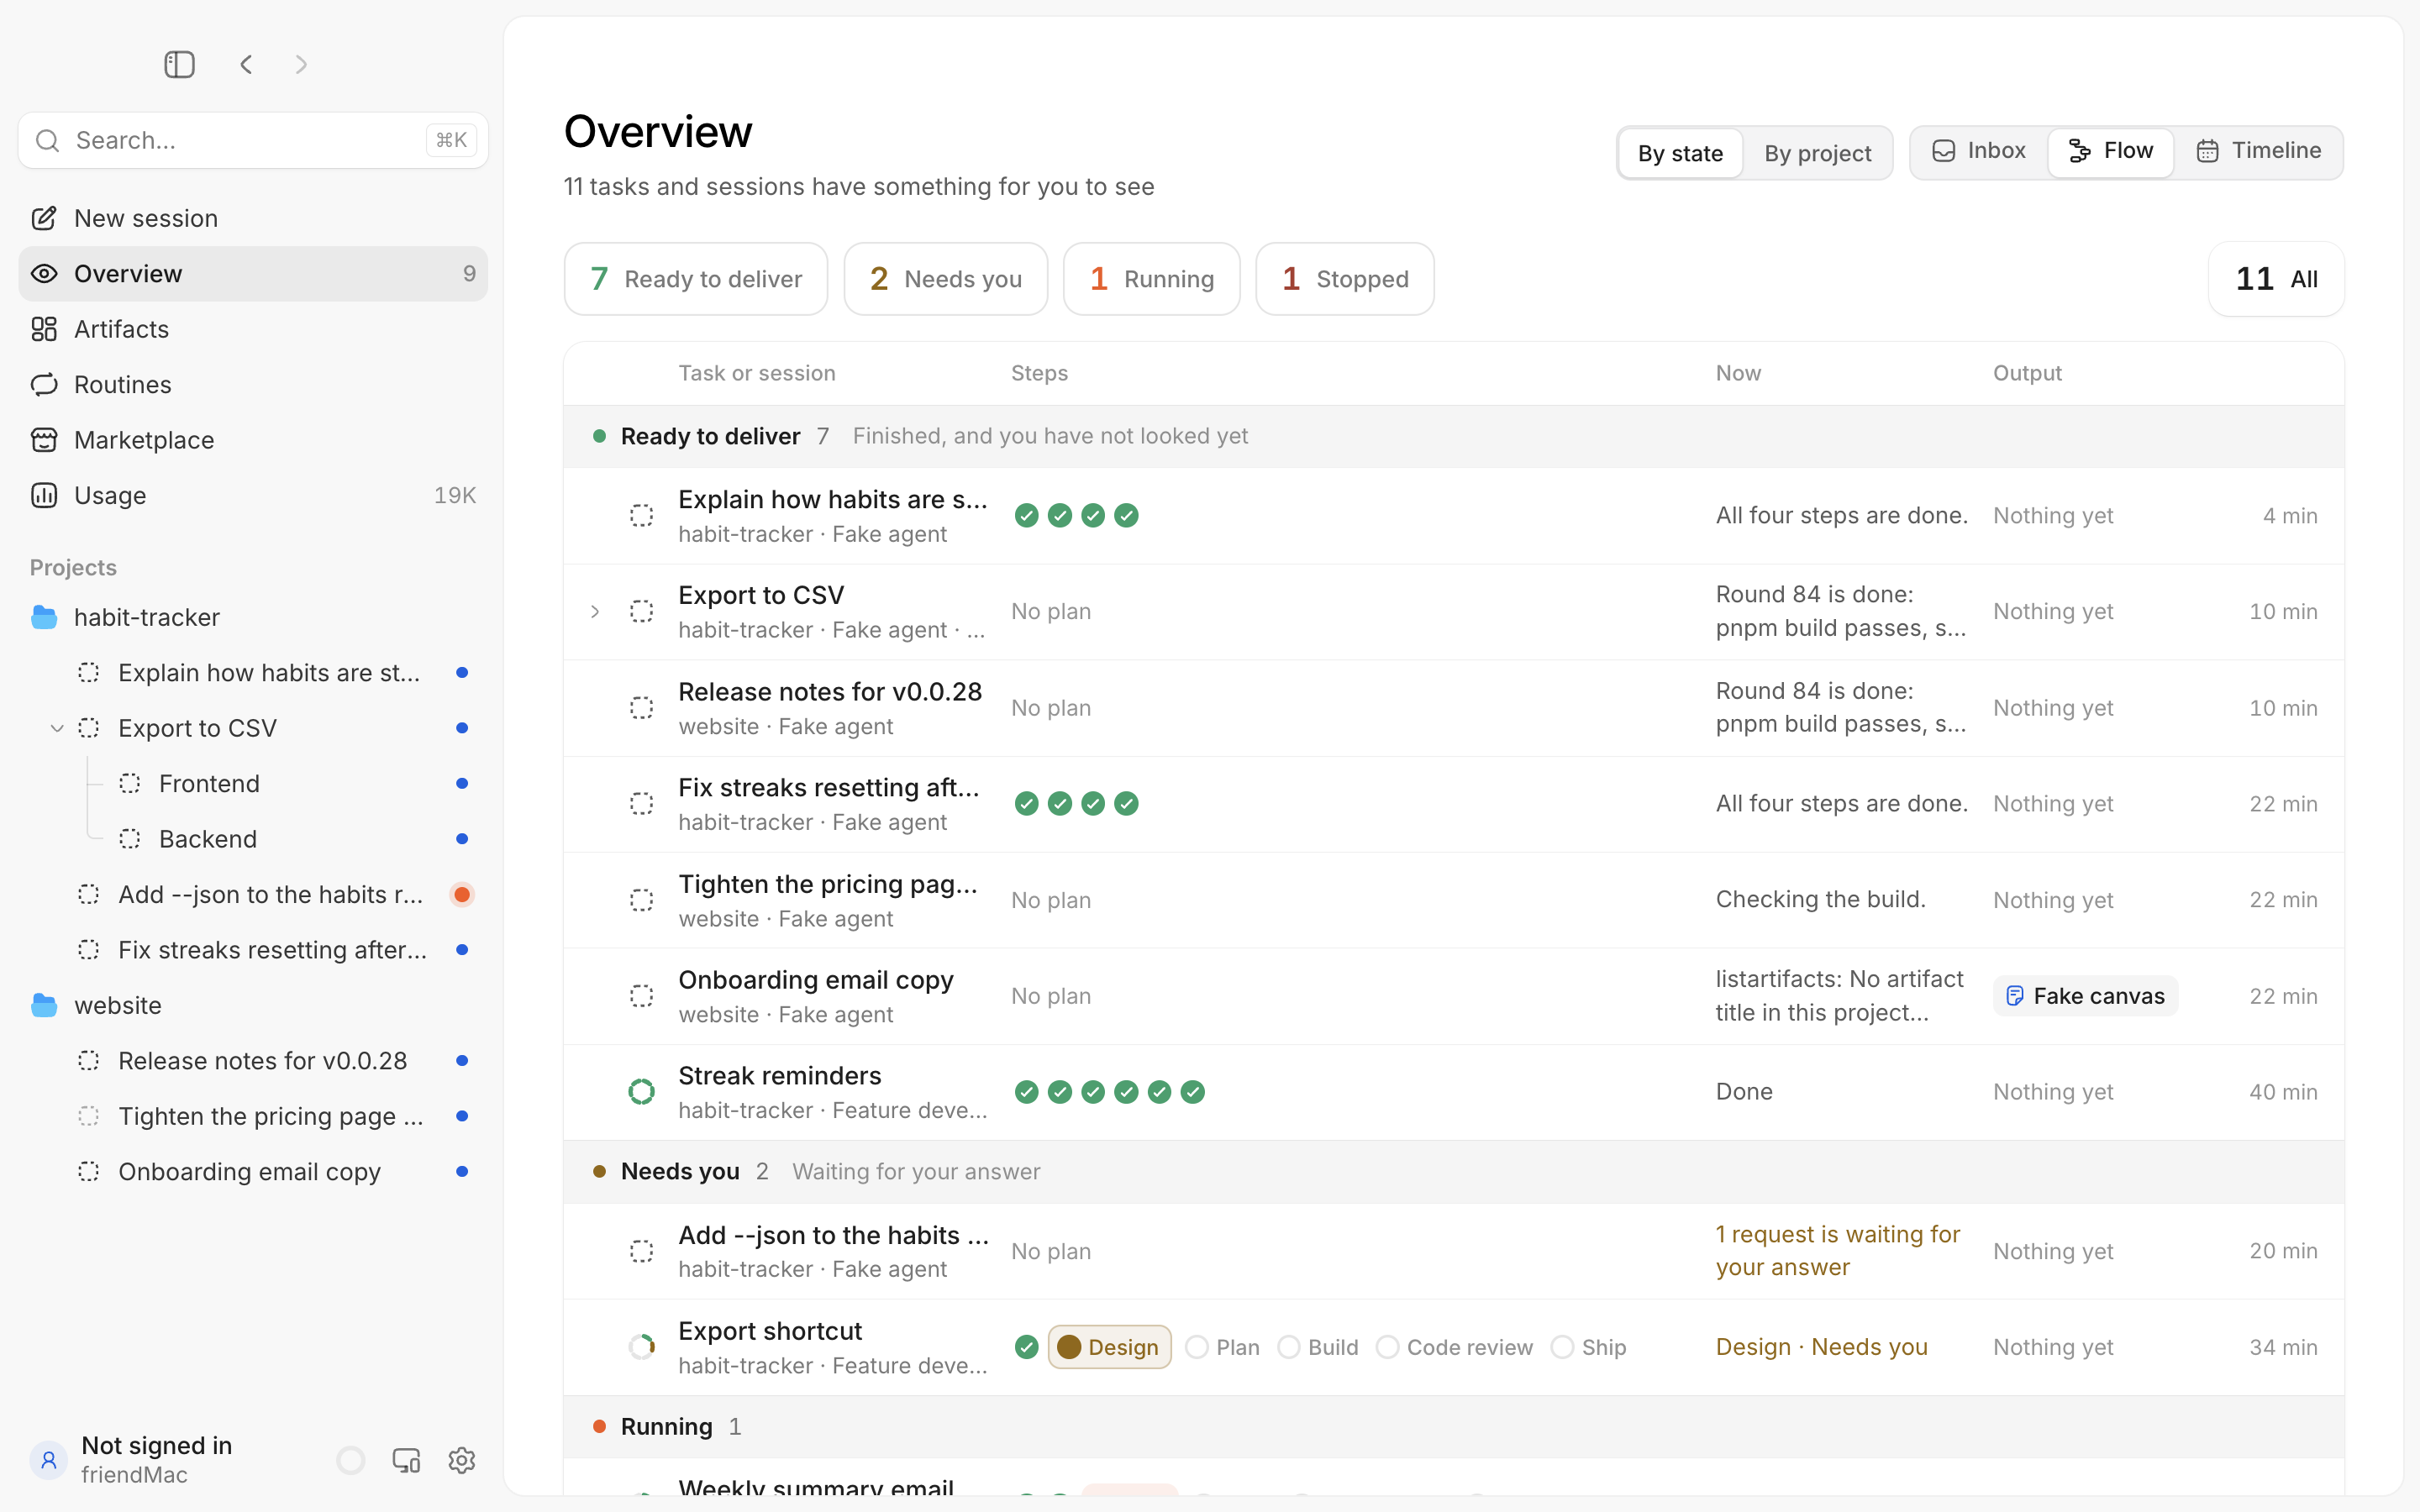 Search...
⌘K
New session
Overview
9
Artifacts
Routines
Marketplace
Usage
19K
Projects
habit-tracker
Explain how habits are st...
Export to CSV
Frontend
Backend
Add --json to the habits r...
Fix streaks resetting after...
website
Release notes for v0.0.28
Tighten the pricing page ...
Onboarding email copy
Not signed in
friendMac
Overview
11 tasks and sessions have something for you to see
By state
By project
Inbox
Flow
Timeline
7 Ready to deliver
2 Needs you
1 Running
1 Stopped
11 All
Task or session
Steps
Now
Output
Ready to deliver 7 Finished, and you have not looked yet
Explain how habits are s...
habit-tracker · Fake agent
All four steps are done.
Nothing yet
4 min
Export to CSV
habit-tracker · Fake agent · ...
No plan
Round 84 is done:
pnpm build passes, s...
Nothing yet
10 min
Release notes for v0.0.28
website · Fake agent
No plan
Round 84 is done:
pnpm build passes, s...
Nothing yet
10 min
Fix streaks resetting aft...
habit-tracker · Fake agent
All four steps are done.
Nothing yet
22 min
Tighten the pricing pag...
website · Fake agent
No plan
Checking the build.
Nothing yet
22 min
Onboarding email copy
website · Fake agent
No plan
listartifacts: No artifact
title in this project...
Fake canvas
22 min
Streak reminders
habit-tracker · Feature deve...
Done
Nothing yet
40 min
Needs you 2 Waiting for your answer
Add --json to the habits ...
habit-tracker · Fake agent
No plan
1 request is waiting for
your answer
Nothing yet
20 min
Export shortcut
habit-tracker · Feature deve...
Design
Plan
Build
Code review
Ship
Design · Needs you
Nothing yet
34 min
Running 1
Weekly summary email